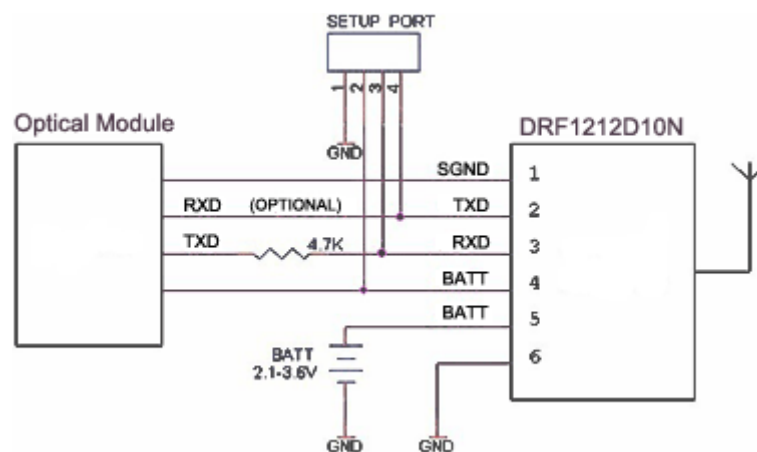 SETUP PORT
1 2 3 4
Optical Module
DRF1212D10N
GND
SGND
1
RXD (OPTIONAL) TXD
2
TXD 4.7K RXD
3
BATT
4
BATT
5
BATT
2.1-3.6V
6
GND
GND